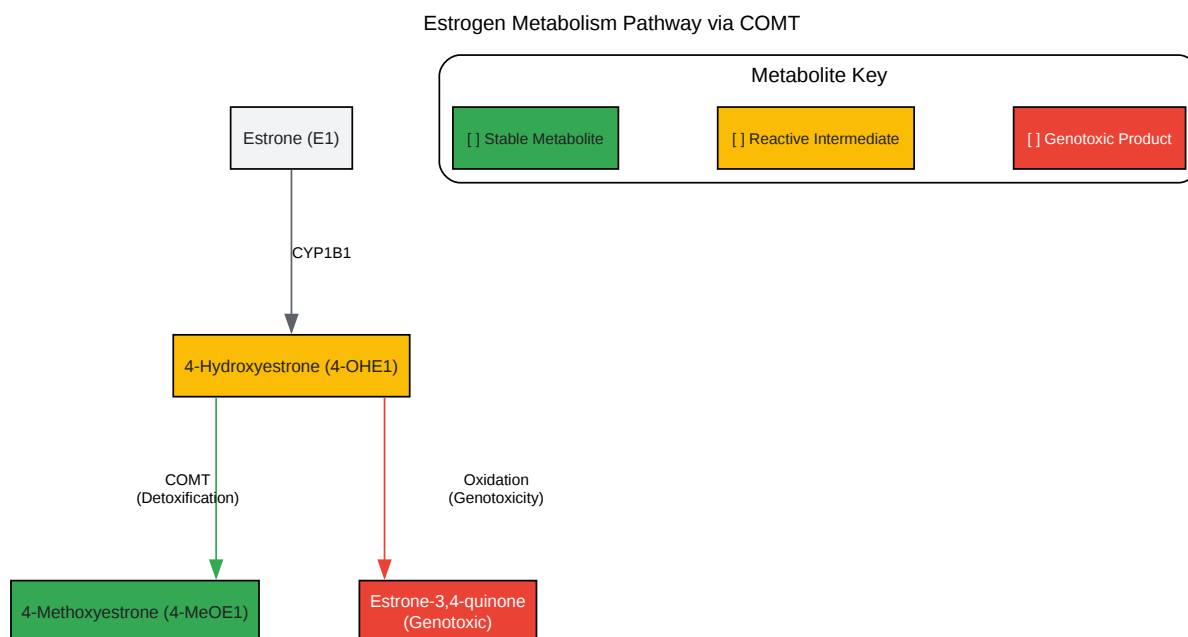 Estrogen Metabolism Pathway via COMT
Metabolite Key
[ ] Stable Metabolite
[ ] Reactive Intermediate
[ ] Genotoxic Product
Estrone (E1)
CYP1B1
4-Hydroxyestrone (4-OHE1)
COMT
(Detoxification)
Oxidation
(Genotoxicity)
4-Methoxyestrone (4-MeOE1)
Estrone-3,4-quinone
(Genotoxic)